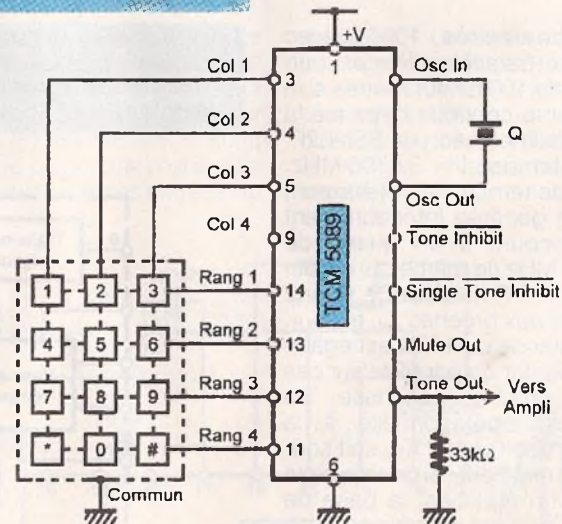 +V
1
Col 1
3
Osc In
Col 2
4
Q
Col 3
5
Osc Out
Col 4
9
Tone Inhibit
TCM 5089
1 2 3
Rang 1
14
Single Tone Inhibit
4 5 6
Rang 2
13
Mute Out
7 8 9
Rang 3
12
Tone Out
Vers
Ampli
* 0 #
Rang 4
11
6
33kΩ
Commun